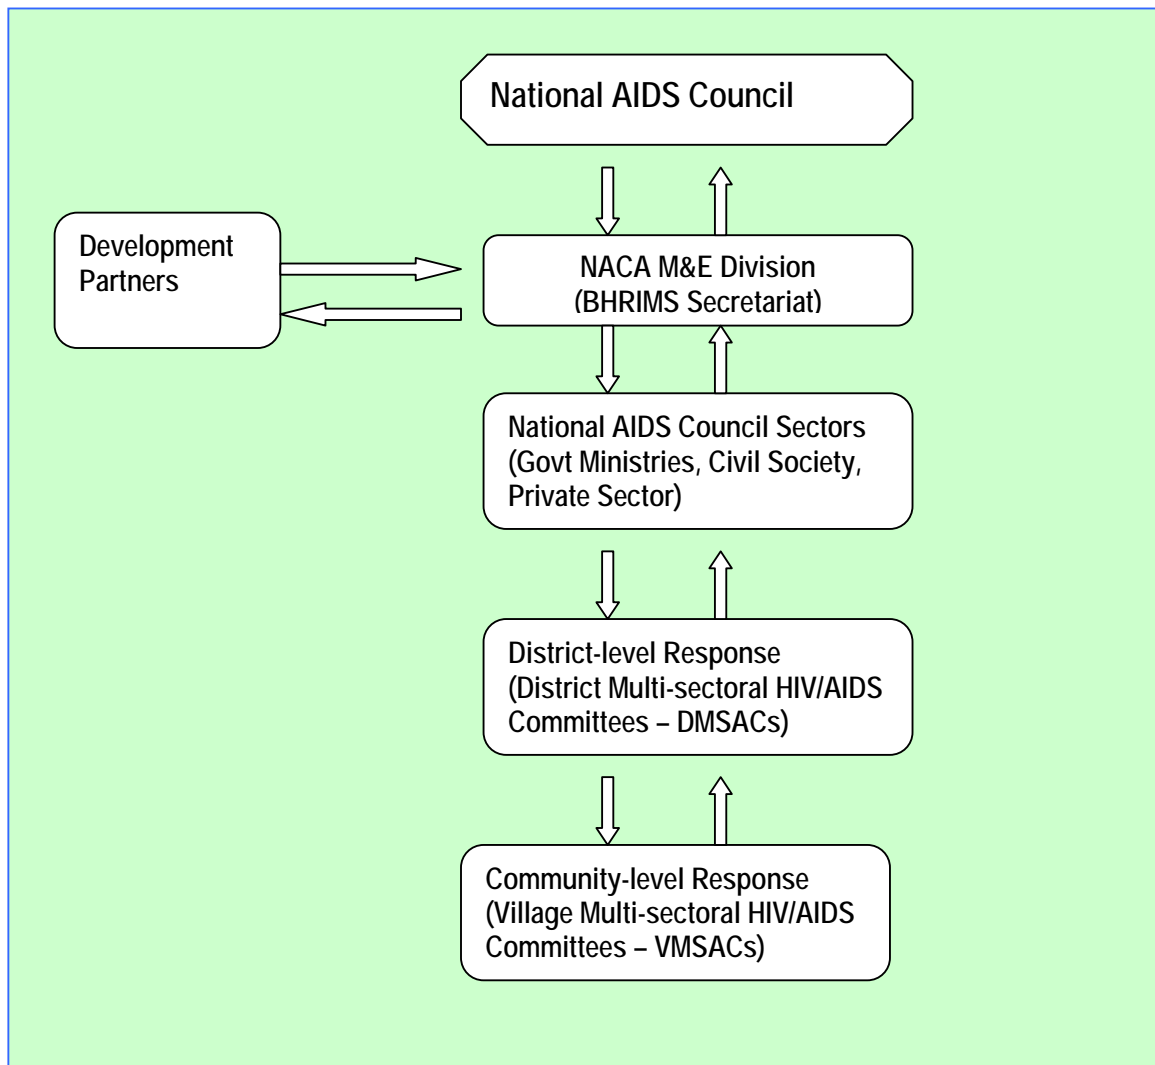 National AIDS Council
Development
Partners
NACA M&E Division
(BHRIMS Secretariat)
National AIDS Council Sectors
(Govt Ministries, Civil Society,
Private Sector)
District-level Response
(District Multi-sectoral HIV/AIDS
Committees – DMSACs)
Community-level Response
(Village Multi-sectoral HIV/AIDS
Committees – VMSACs)